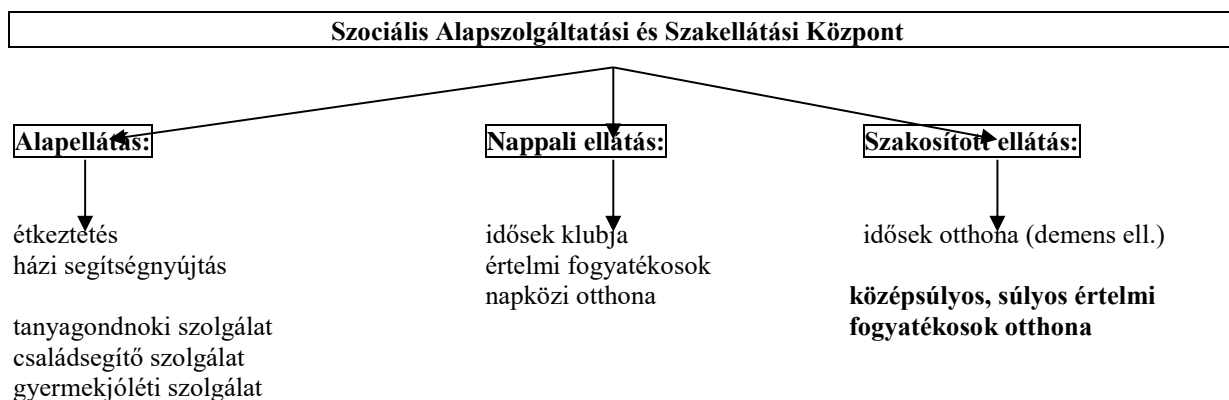 Szociális Alapszolgáltatási és Szakellátási Központ
Alapellátás:
étkeztetés
házi segítségnyújtás
tanyagondnoki szolgálat
családsegítő szolgálat
gyermekjóléti szolgálat
Nappali ellátás:
idősek klubja
értelmi fogyatékosok
napközi otthona
Szakosított ellátás:
idősek otthona (demens ell.)
középsúlyos, súlyos értelmi
fogyatékosok otthona